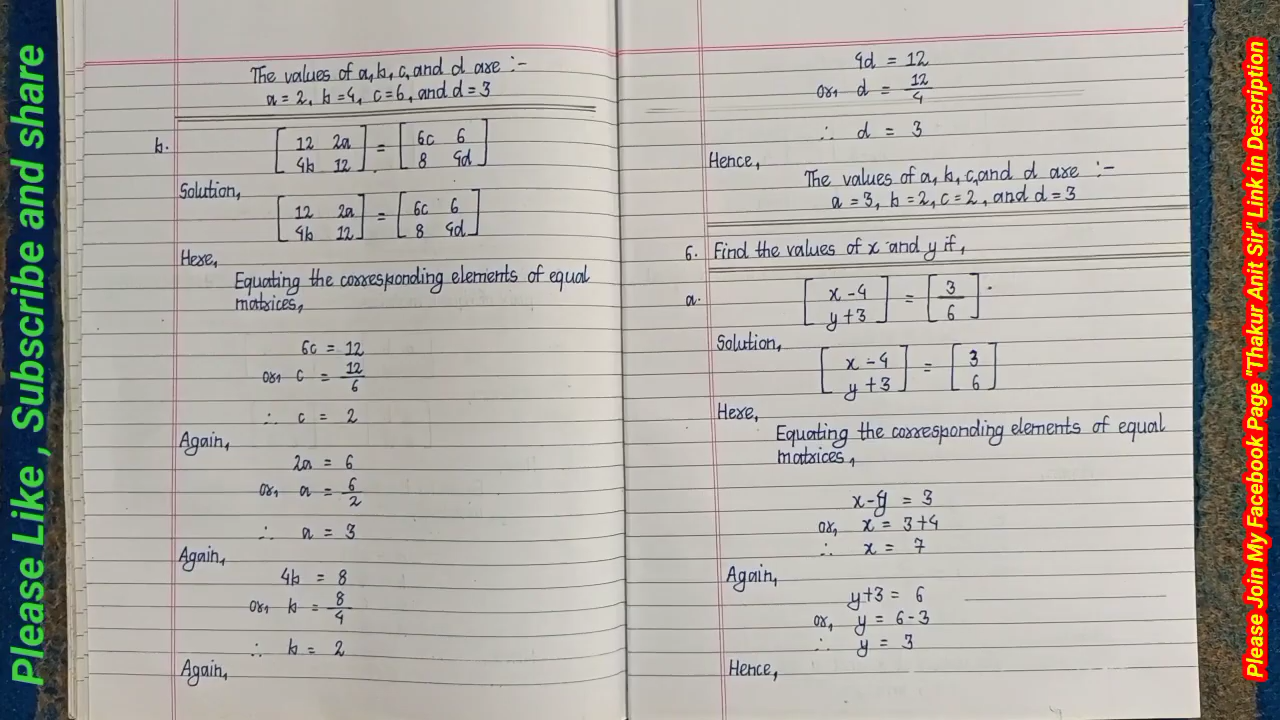 Please Like , Subscribe and share
The values of a, b, c, and d are :-
a = 2, b = 4, c = 6, and d = 3
b. [12 2a] = [6c 6]
[4b 12] [8 4d]
Solution,
[12 2a] = [6c 6]
[4b 12] [8 4d]
Here,
Equating the corresponding elements of equal
matrices,
6c = 12
or, c = 12/6
∴ c = 2
Again,
2a = 6
or, a = 6/2
∴ a = 3
Again,
4b = 8
or, b = 8/4
∴ b = 2
Again,
4d = 12
or, d = 12/4
∴ d = 3
Hence,
The values of a, b, c, and d are :-
a = 3, b = 2, c = 2, and d = 3
6. Find the values of x and y if,
a. [x - 4] = [3]
[y + 3] [6]
Solution,
[x - 4] = [3]
[y + 3] [6]
Here,
Equating the corresponding elements of equal
matrices,
x - 4 = 3
or, x = 3 + 4
∴ x = 7
Again,
y + 3 = 6
or, y = 6 - 3
∴ y = 3
Hence,
Please Join My Facebook Page "Thakur Anit Sir" Link in Description